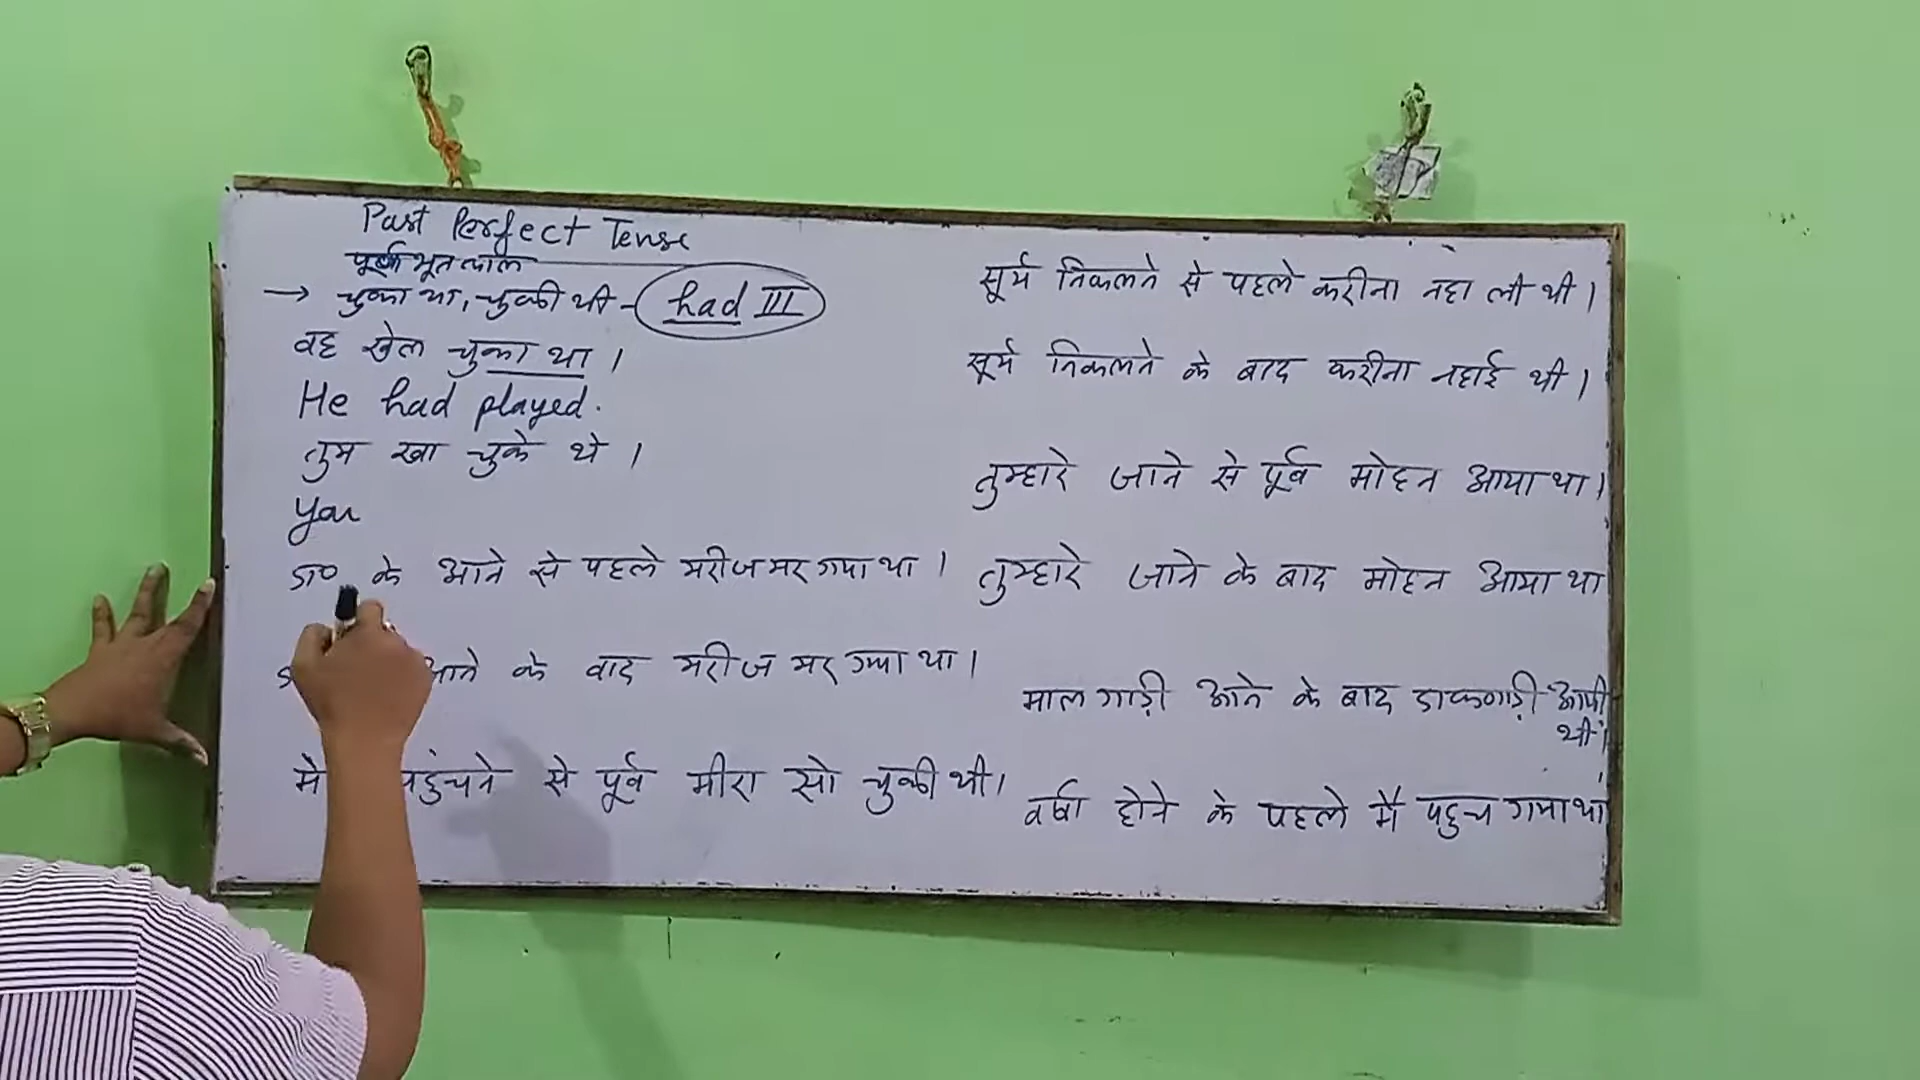 Past Perfect Tense
पूर्ण भूतकाल
→ चुका था, चुकी थी - had III
वह खेल चुका था ।
He had played.
तुम खा चुके थे ।
You
डा० के आने से पहले मरीज मर गया था ।
आने के बाद मरीज मर गया था ।
मे पहुंचने से पूर्व मीरा सो चुकी थी ।
सूर्य निकलने से पहले करीना नहा ली थी ।
सूर्य निकलने के बाद करीना नहाई थी ।
तुम्हारे जाने से पूर्व मोहन आया था ।
तुम्हारे जाने के बाद मोहन आया था
माल गाड़ी आने के बाद डाकगाड़ी आयी
थी ।
वर्षा होने के पहले मैं पहुच गया था